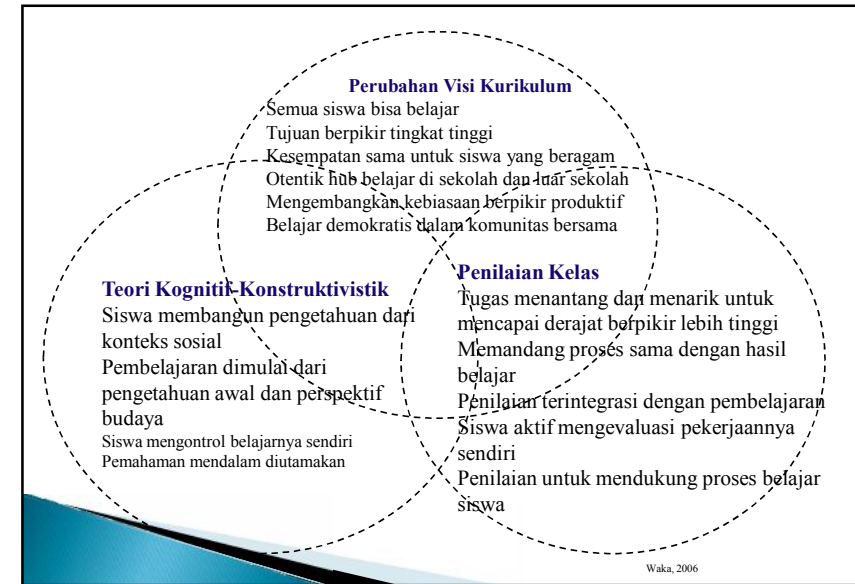 Perubahan Visi Kurikulum
Semua siswa bisa belajar
Tujuan berpikir tingkat tinggi
Kesempatan sama untuk siswa yang beragam
Otentik hub belajar di sekolah dan luar sekolah
Mengembangkan kebiasaan berpikir produktif
Belajar demokratis dalam komunitas bersama
Teori Kognitif-Konstruktivistik
Siswa membangun pengetahuan dari
konteks sosial
Pembelajaran dimulai dari
pengetahuan awal dan perspektif
budaya
Siswa mengontrol belajarnya sendiri
Pemahaman mendalam diutamakan
Penilaian Kelas
Tugas menantang dan menarik untuk
mencapai derajat berpikir lebih tinggi
Memandang proses sama dengan hasil
belajar
Penilaian terintegrasi dengan pembelajaran
Siswa aktif mengevaluasi pekerjaannya
sendiri
Penilaian untuk mendukung proses belajar
siswa
Waka, 2006